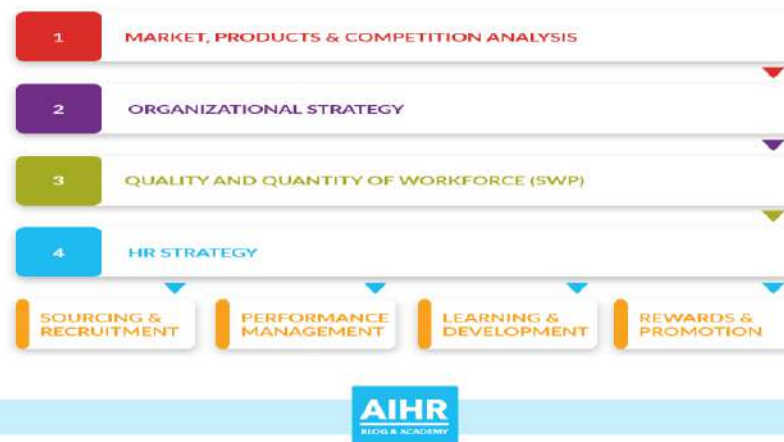 1 MARKET, PRODUCTS & COMPETITION ANALYSIS
2 ORGANIZATIONAL STRATEGY
3 QUALITY AND QUANTITY OF WORKFORCE (SWP)
4 HR STRATEGY
SOURCING &
RECRUITMENT
PERFORMANCE
MANAGEMENT
LEARNING &
DEVELOPMENT
REWARDS &
PROMOTION
AIHR
BLOG & ACADEMY